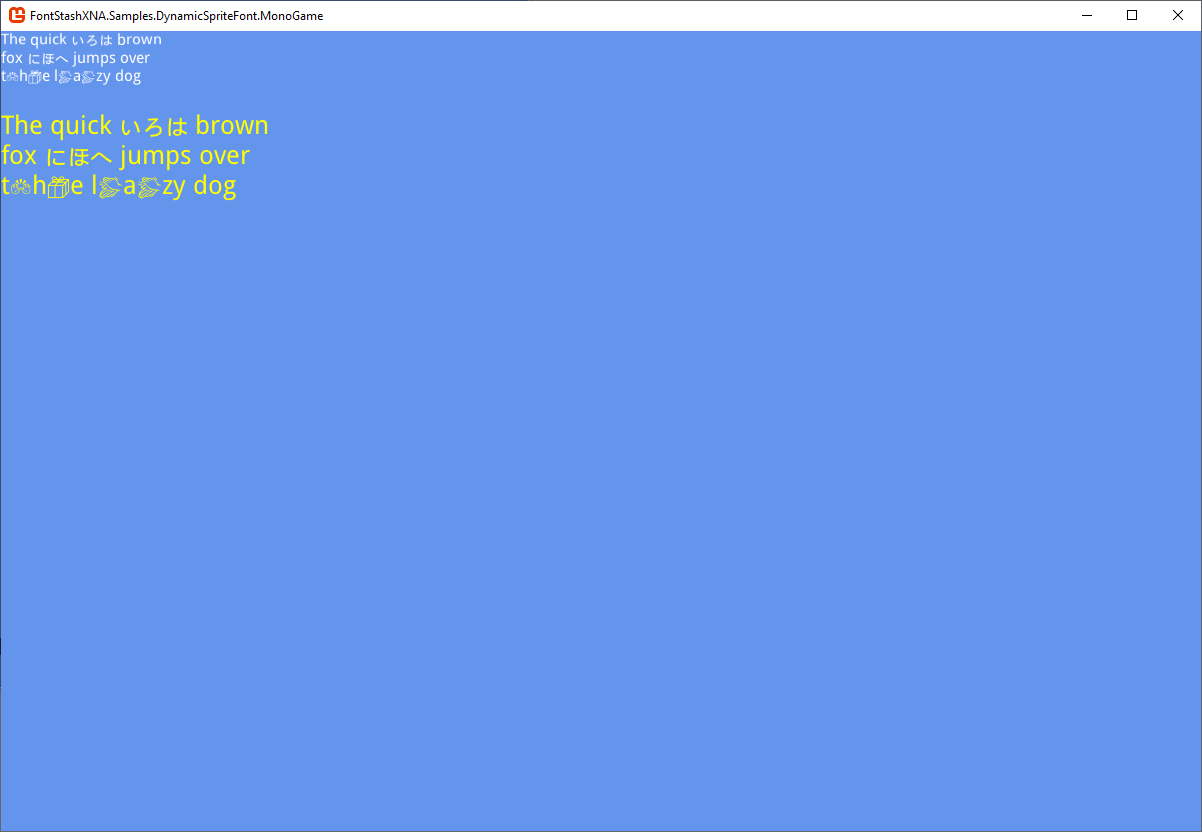 FontStashXNA.Samples.DynamicSpriteFont.MonoGame
The quick いろは brown
fox にほへ jumps over
t🙌h📦e l👏a👏zy dog
The quick いろは brown
fox にほへ jumps over
t🙌h📦e l👏a👏zy dog